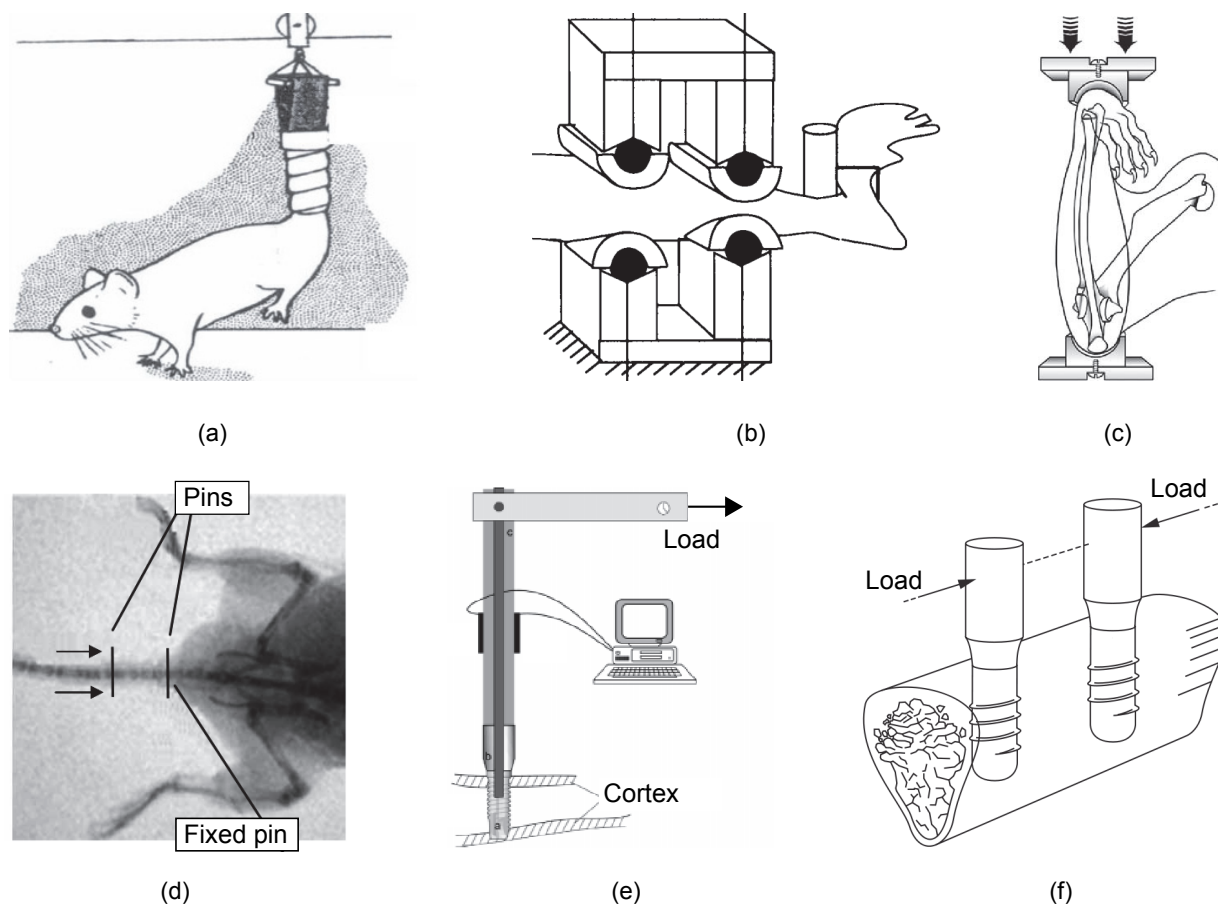 (a)
(b)
(c)
Pins
Fixed pin
(d)
c
Load
b
Cortex
a
(e)
Load
Load
(f)